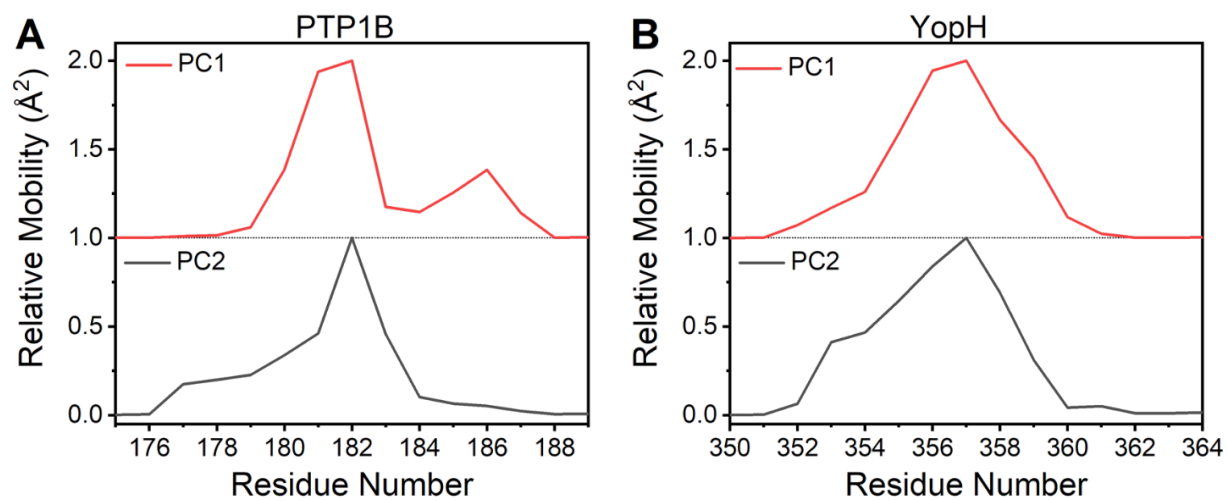 A
PTP1B
Relative Mobility (Å²)
2.0
1.5
1.0
0.5
0.0
PC1
PC2
176 178 180 182 184 186 188
Residue Number
B
YopH
Relative Mobility (Å²)
2.0
1.5
1.0
0.5
0.0
PC1
PC2
350 352 354 356 358 360 362 364
Residue Number